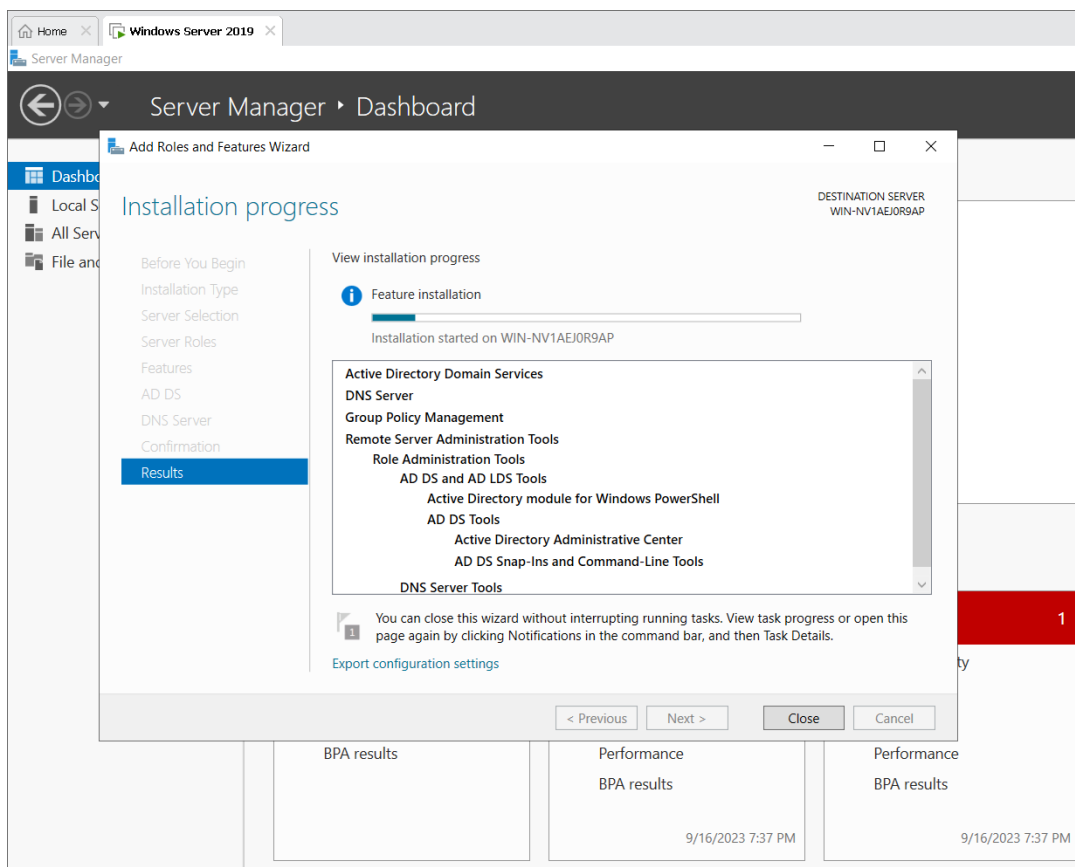 Home
Windows Server 2019
Server Manager
Server Manager ‣ Dashboard
Add Roles and Features Wizard
Installation progress
DESTINATION SERVER
WIN-NV1AEJ0R9AP
Dashbo
Local S
All Serv
File and
Before You Begin
Installation Type
Server Selection
Server Roles
Features
AD DS
DNS Server
Confirmation
Results
View installation progress
Feature installation
Installation started on WIN-NV1AEJ0R9AP
Active Directory Domain Services
DNS Server
Group Policy Management
Remote Server Administration Tools
Role Administration Tools
AD DS and AD LDS Tools
Active Directory module for Windows PowerShell
AD DS Tools
Active Directory Administrative Center
AD DS Snap-Ins and Command-Line Tools
DNS Server Tools
1
You can close this wizard without interrupting running tasks. View task progress or open this
page again by clicking Notifications in the command bar, and then Task Details.
Export configuration settings
< Previous
Next >
Close
Cancel
1
ty
BPA results
Performance
BPA results
9/16/2023 7:37 PM
Performance
BPA results
9/16/2023 7:37 PM